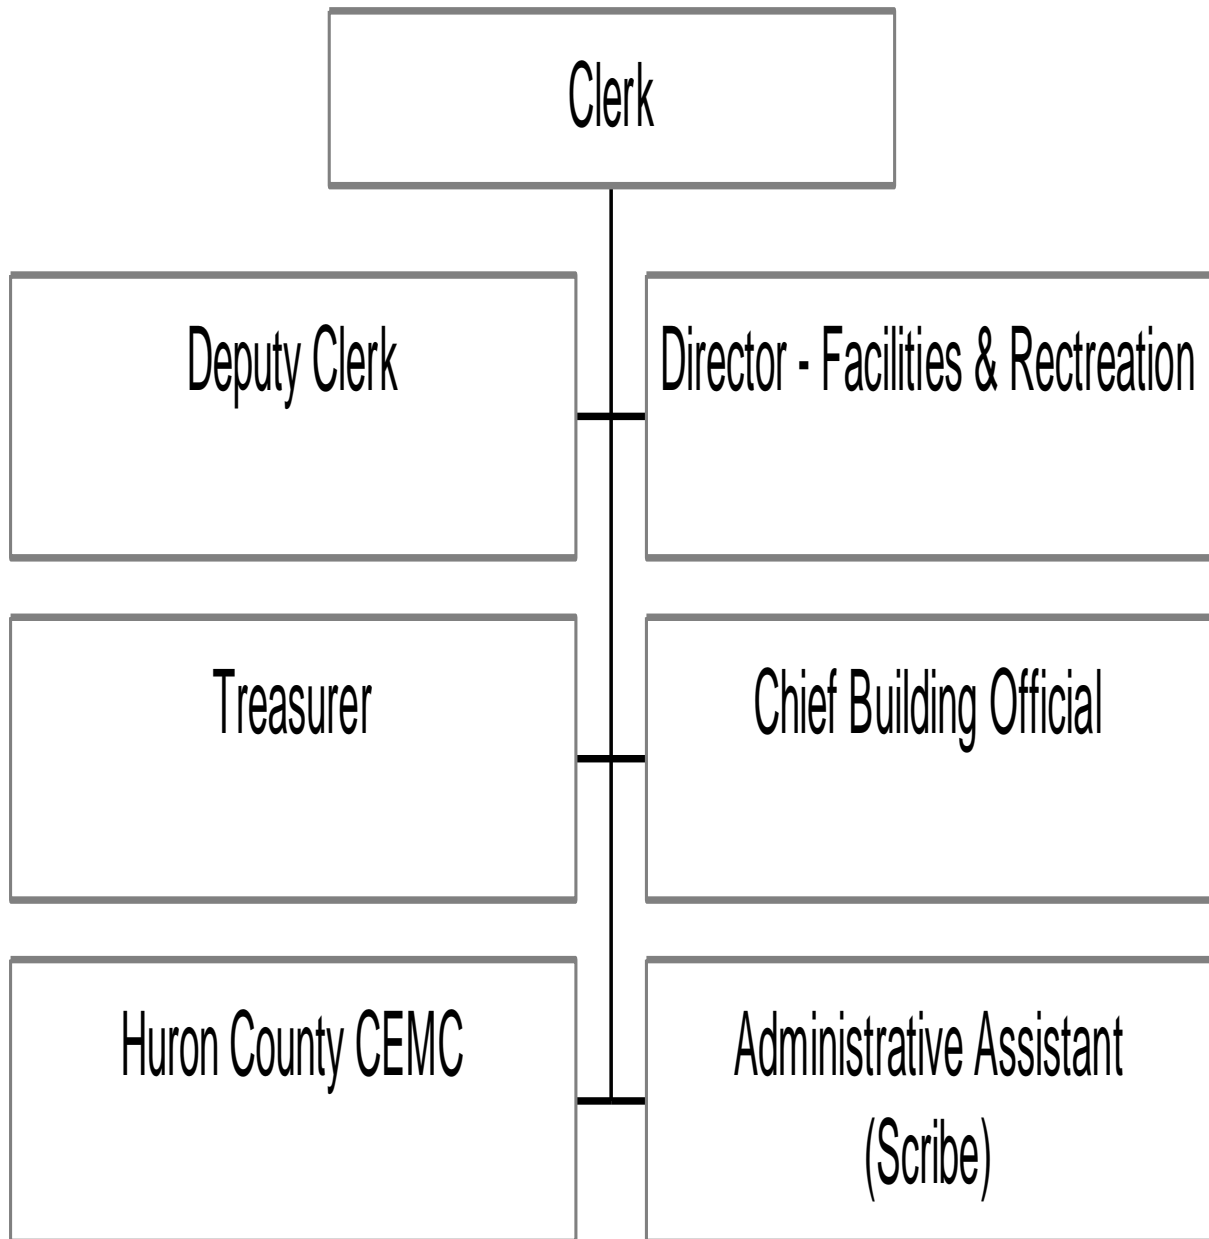 Clerk
Deputy Clerk
Director - Facilities & Rectreation
Treasurer
Chief Building Official
Huron County CEMC
Administrative Assistant
(Scribe)